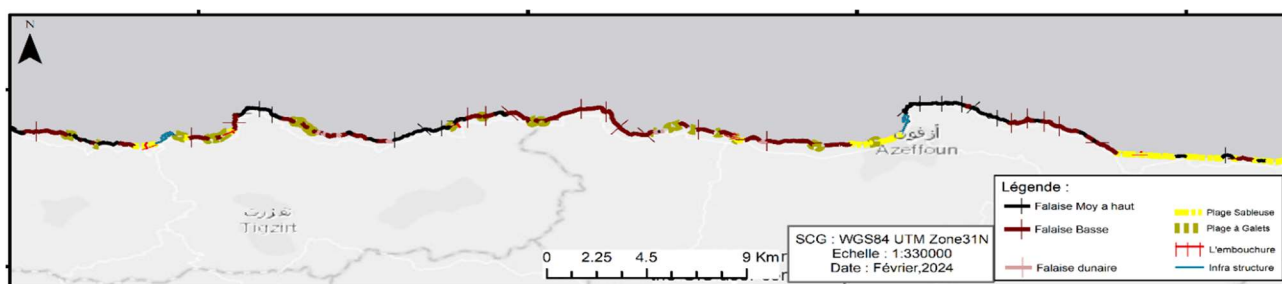 N
أزفون
Azeffoun
تقزرت
Tigzirt
0 2.25 4.5 9 Km
SCG : WGS84 UTM Zone31N
Echelle : 1:330000
Date : Février,2024
Légende :
Falaise Moy a haut
Falaise Basse
Falaise dunaire
Plage Sableuse
Plage à Galets
L'embouchure
Infra structure